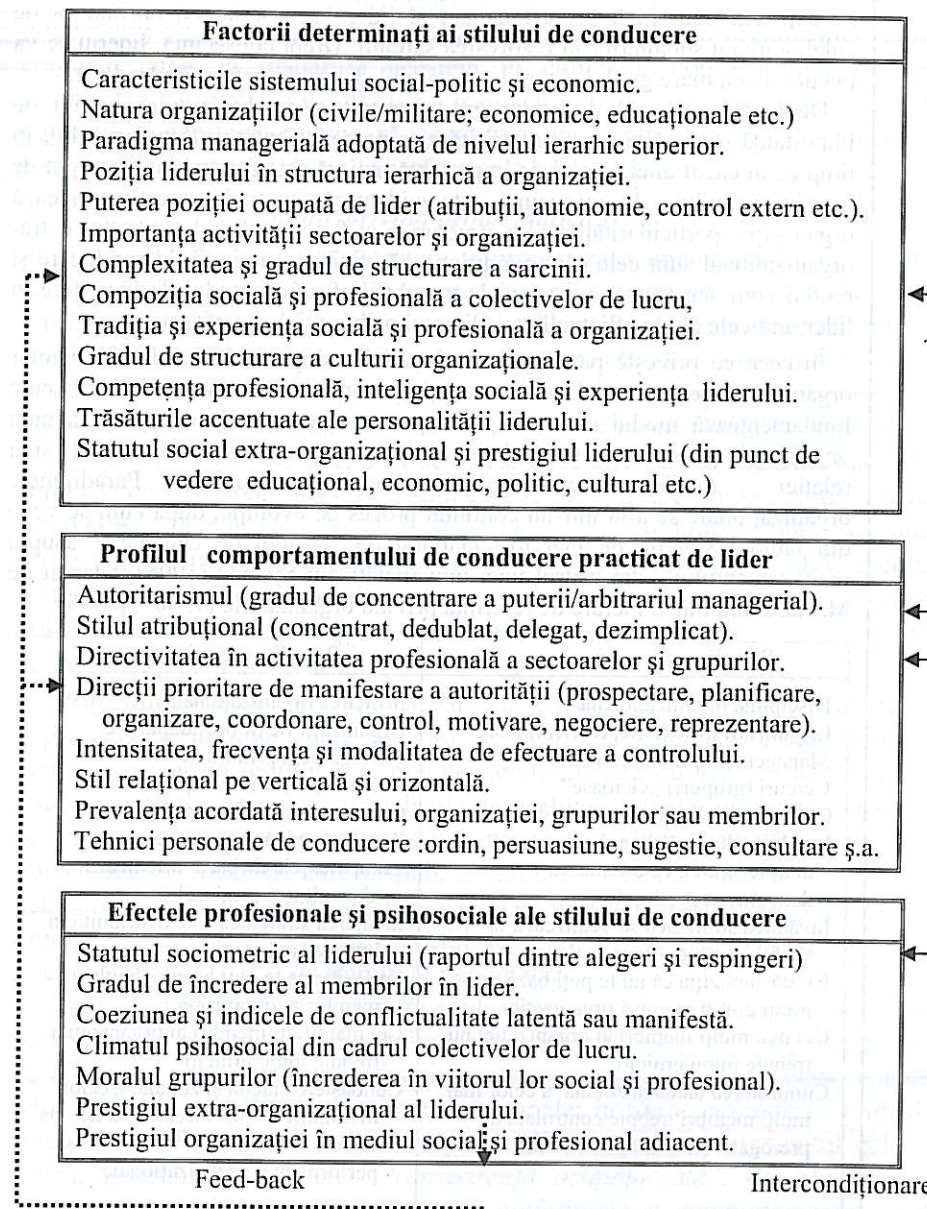 Factorii determinați ai stilului de conducere
Caracteristicile sistemului social-politic și economic.
Natura organizațiilor (civile/militare; economice, educaționale etc.)
Paradigma managerială adoptată de nivelul ierarhic superior.
Poziția liderului în structura ierarhică a organizației.
Puterea poziției ocupată de lider (atribuții, autonomie, control extern etc.).
Importanța activității sectoarelor și organizației.
Complexitatea și gradul de structurare a sarcinii.
Compoziția socială și profesională a colectivelor de lucru.
Tradiția și experiența socială și profesională a organizației.
Gradul de structurare a culturii organizaționale.
Competența profesională, inteligența socială și experiența liderului.
Trăsăturile accentuate ale personalității liderului.
Statutul social extra-organizațional și prestigiul liderului (din punct de
vedere educațional, economic, politic, cultural etc.)
Profilul comportamentului de conducere practicat de lider
Autoritarismul (gradul de concentrare a puterii/arbitrariul managerial).
Stilul atribuțional (concentrat, dedublat, delegat, dezimplicat).
Directivitatea în activitatea profesională a sectoarelor și grupurilor.
Direcții prioritare de manifestare a autorității (prospectare, planificare,
organizare, coordonare, control, motivare, negociere, reprezentare).
Intensitatea, frecvența și modalitatea de efectuare a controlului.
Stil relațional pe verticală și orizontală.
Prevalența acordată interesului, organizației, grupurilor sau membrilor.
Tehnici personale de conducere :ordin, persuasiune, sugestie, consultare ș.a.
Efectele profesionale și psihosociale ale stilului de conducere
Statutul sociometric al liderului (raportul dintre alegeri și respingeri)
Gradul de încredere al membrilor în lider.
Coeziunea și indicele de conflictualitate latentă sau manifestă.
Climatul psihosocial din cadrul colectivelor de lucru.
Moralul grupurilor (încrederea în viitorul lor social și profesional).
Prestigiul extra-organizațional al liderului.
Prestigiul organizației în mediul social și profesional adiacent.
Feed-back
Intercondiționare